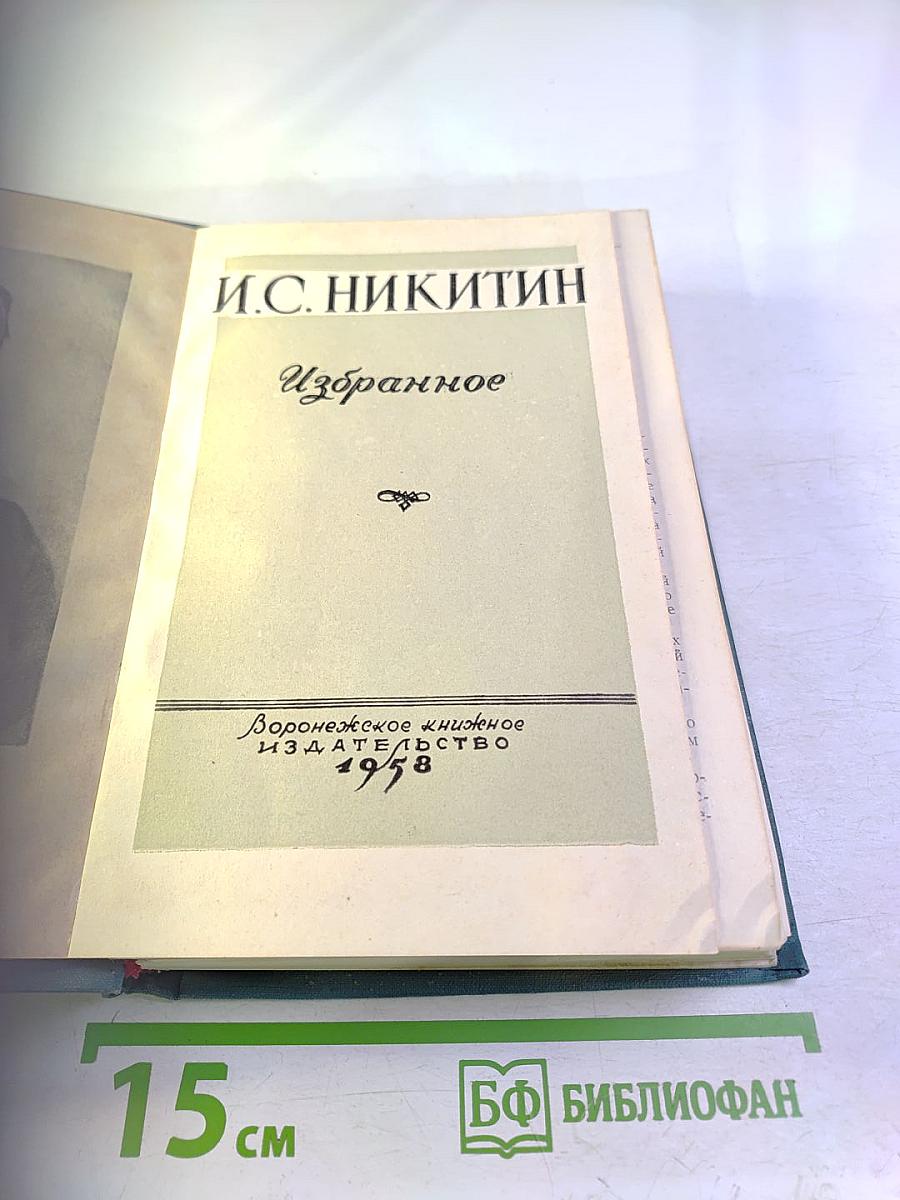 И.С. НИКИТИН
Избранное
Воронежское книжное
ИЗДАТЕЛЬСТВО
1958
15 см
БФ БИБЛИОФАН